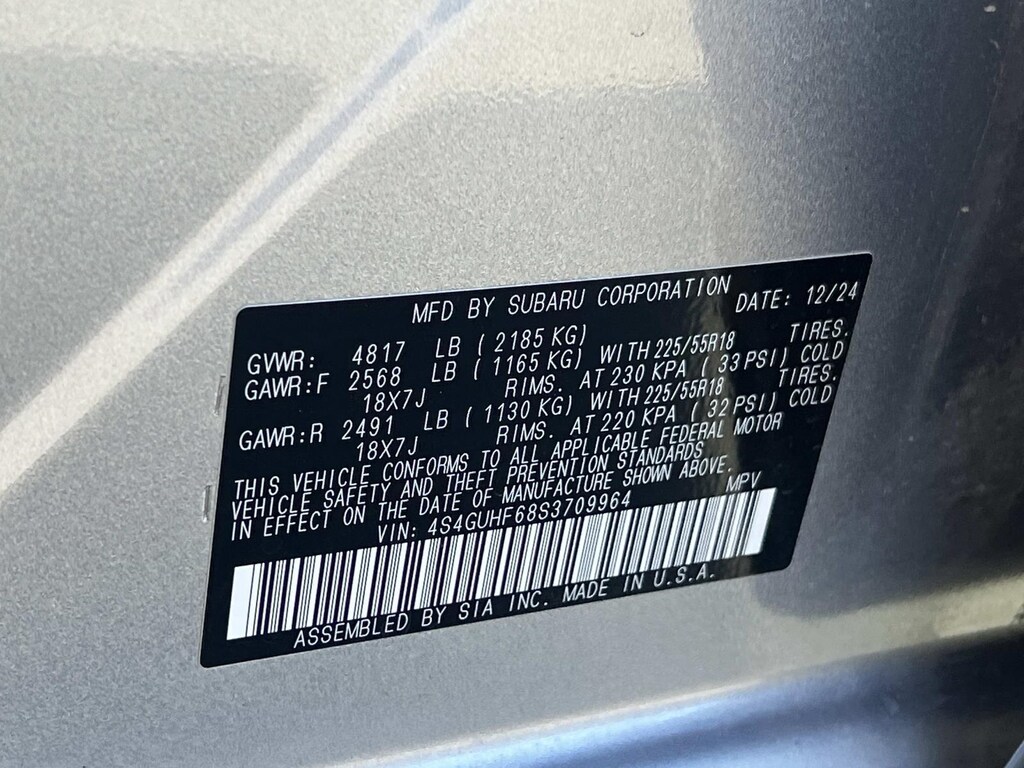 MFD BY SUBARU CORPORATION DATE: 12/24
GVWR: 4817 LB ( 2185 KG)
GAWR:F 2568 LB ( 1165 KG) WITH 225/55R18 TIRES.
18X7J RIMS. AT 230 KPA ( 33 PSI) COLD
GAWR:R 2491 LB ( 1130 KG) WITH 225/55R18 TIRES.
18X7J RIMS. AT 220 KPA ( 32 PSI) COLD
THIS VEHICLE CONFORMS TO ALL APPLICABLE FEDERAL MOTOR
VEHICLE SAFETY AND THEFT PREVENTION STANDARDS
IN EFFECT ON THE DATE OF MANUFACTURE SHOWN ABOVE.
VIN: 4S4GUHF68S3709964 MPV
ASSEMBLED BY SIA INC. MADE IN U.S.A.